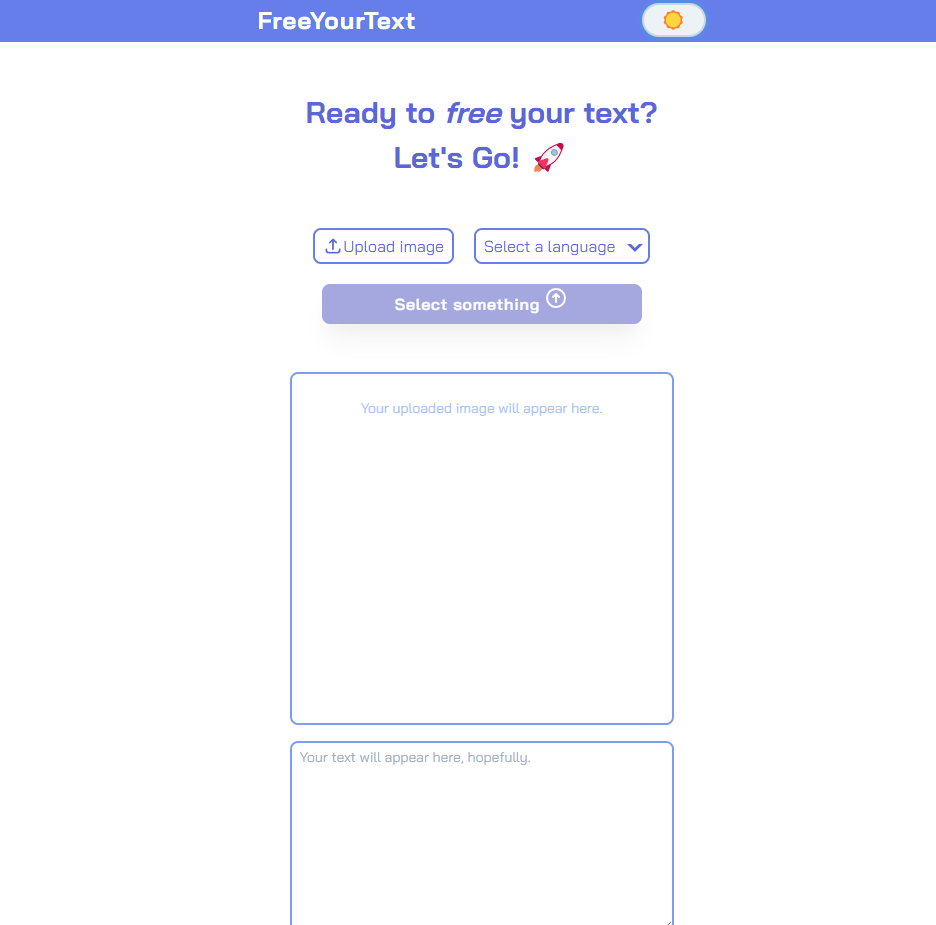 FreeYourText
Ready to free your text?
Let's Go! 🚀
Upload image
Select a language
Select something
Your uploaded image will appear here.
Your text will appear here, hopefully.